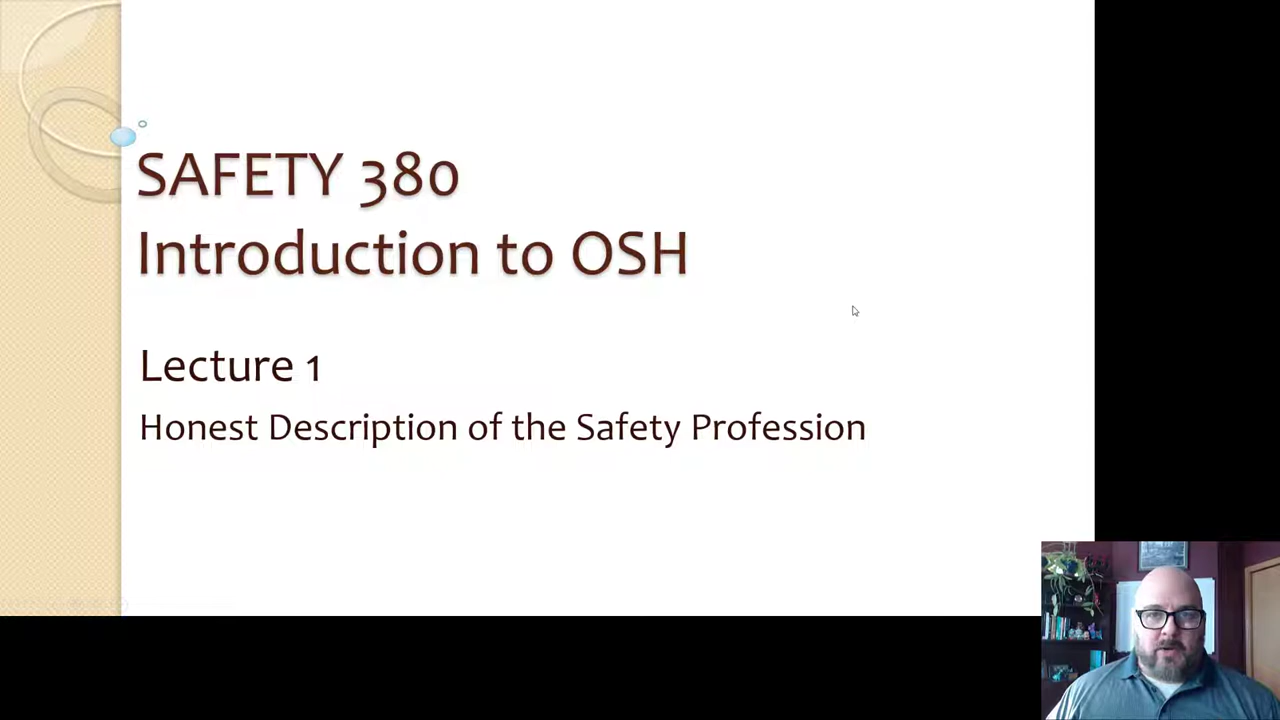 SAFETY 380
Introduction to OSH
Lecture 1
Honest Description of the Safety Profession